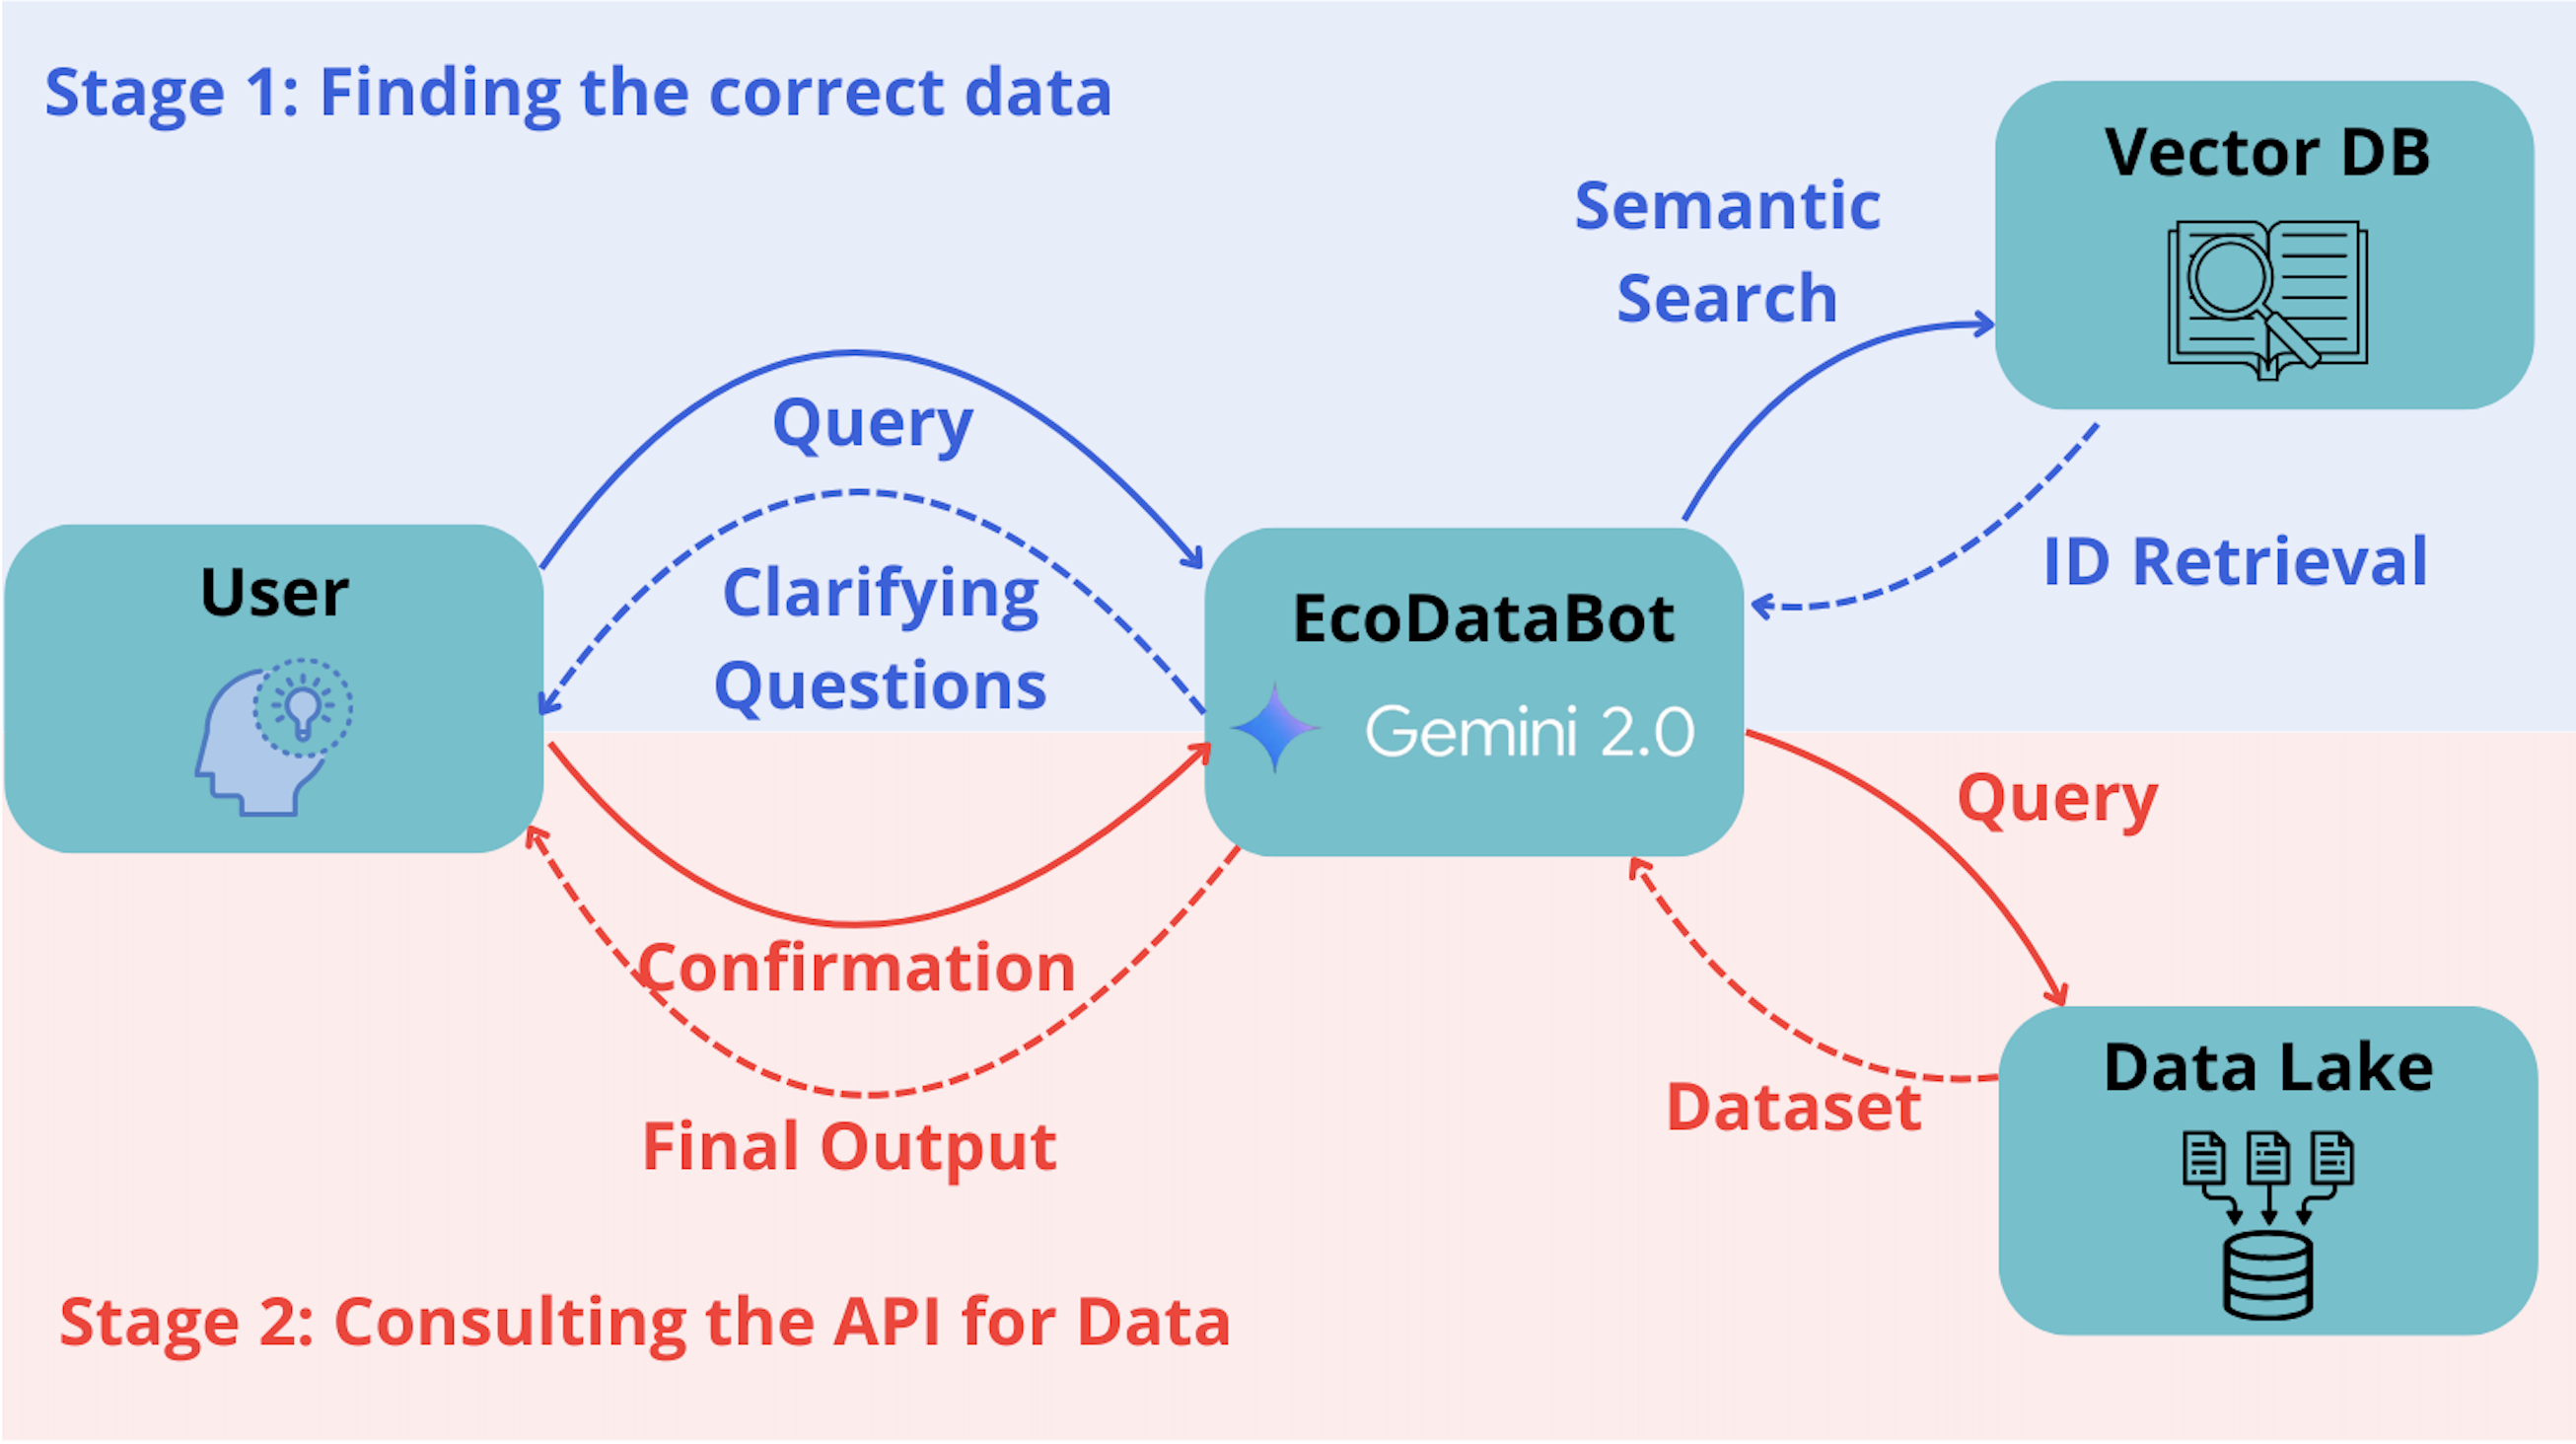 Stage 1: Finding the correct data
Vector DB
Semantic
Search
Query
ID Retrieval
Clarifying
Questions
User
EcoDataBot
Gemini 2.0
Query
Confirmation
Data Lake
Dataset
Final Output
Stage 2: Consulting the API for Data